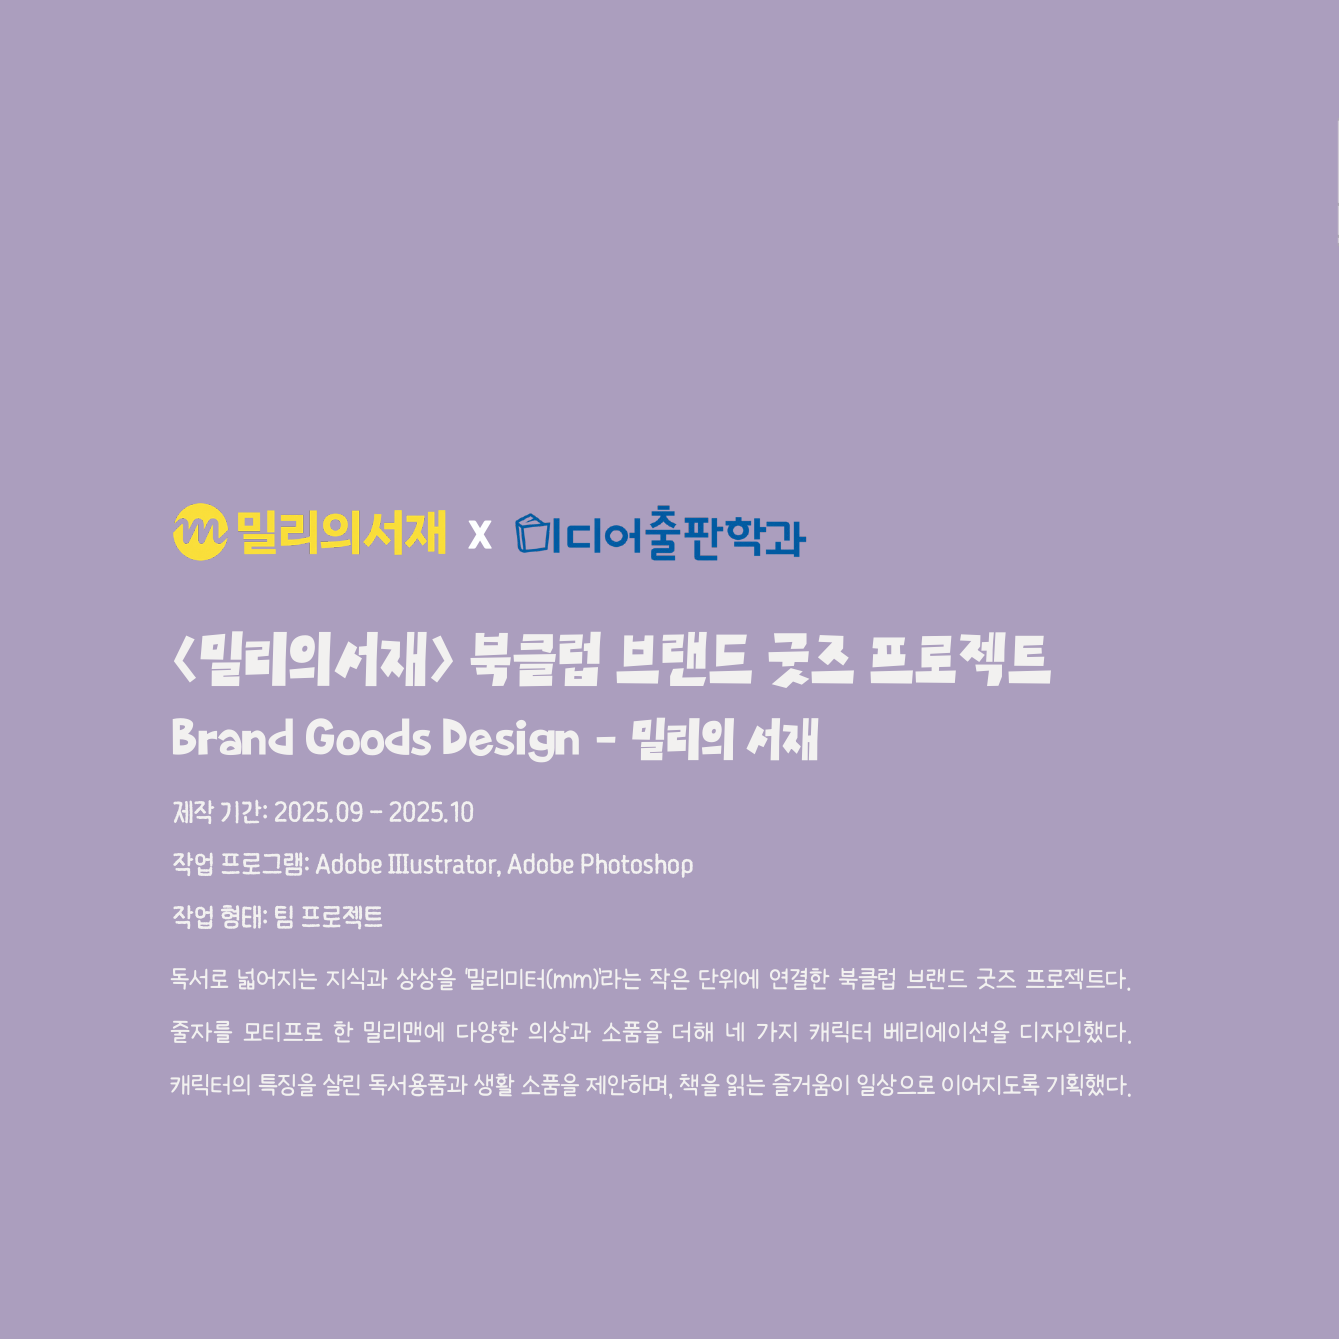 m 밀리의서재 X 미디어출판학과
<밀리의서재> 북클럽 브랜드 굿즈 프로젝트
Brand Goods Design - 밀리의 서재
제작 기간: 2025.09 - 2025.10
작업 프로그램: Adobe Illustrator, Adobe Photoshop
작업 형태: 팀 프로젝트
독서로 넓어지는 지식과 상상을 '밀리미터(mm)'라는 작은 단위에 연결한 북클럽 브랜드 굿즈 프로젝트다.
줄자를 모티프로 한 밀리맨에 다양한 의상과 소품을 더해 네 가지 캐릭터 베리에이션을 디자인했다.
캐릭터의 특징을 살린 독서용품과 생활 소품을 제안하며, 책을 읽는 즐거움이 일상으로 이어지도록 기획했다.